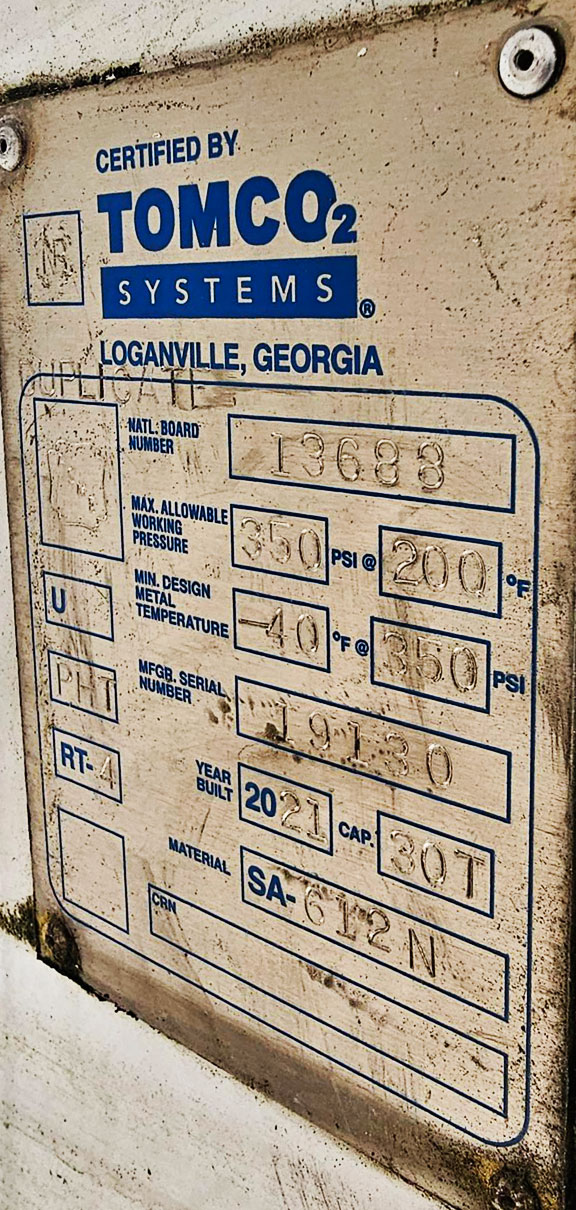 CERTIFIED BY
TOMCO2
SYSTEMS®
LOGANVILLE, GEORGIA
DUPLICATE
NATL. BOARD NUMBER 13688
MAX. ALLOWABLE WORKING PRESSURE 350 PSI @ 200 °F
U
MIN. DESIGN METAL TEMPERATURE -40 °F @ 350 PSI
PHT
MFGR. SERIAL NUMBER 19130
RT-4
YEAR BUILT 2021 CAP. 30T
MATERIAL SA-612N
CRN